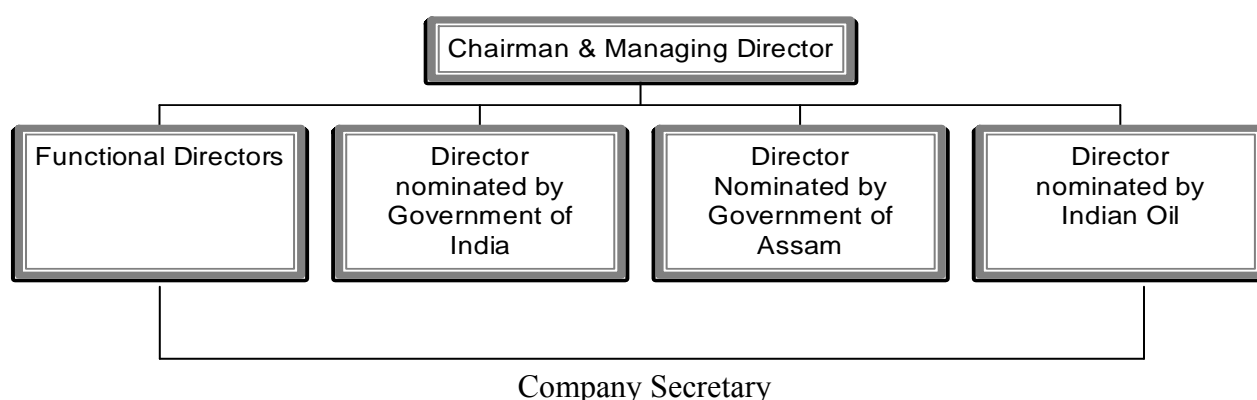 Chairman & Managing Director
Functional Directors
Director
nominated by
Government of
India
Director
Nominated by
Government of
Assam
Director
nominated by
Indian Oil
Company Secretary